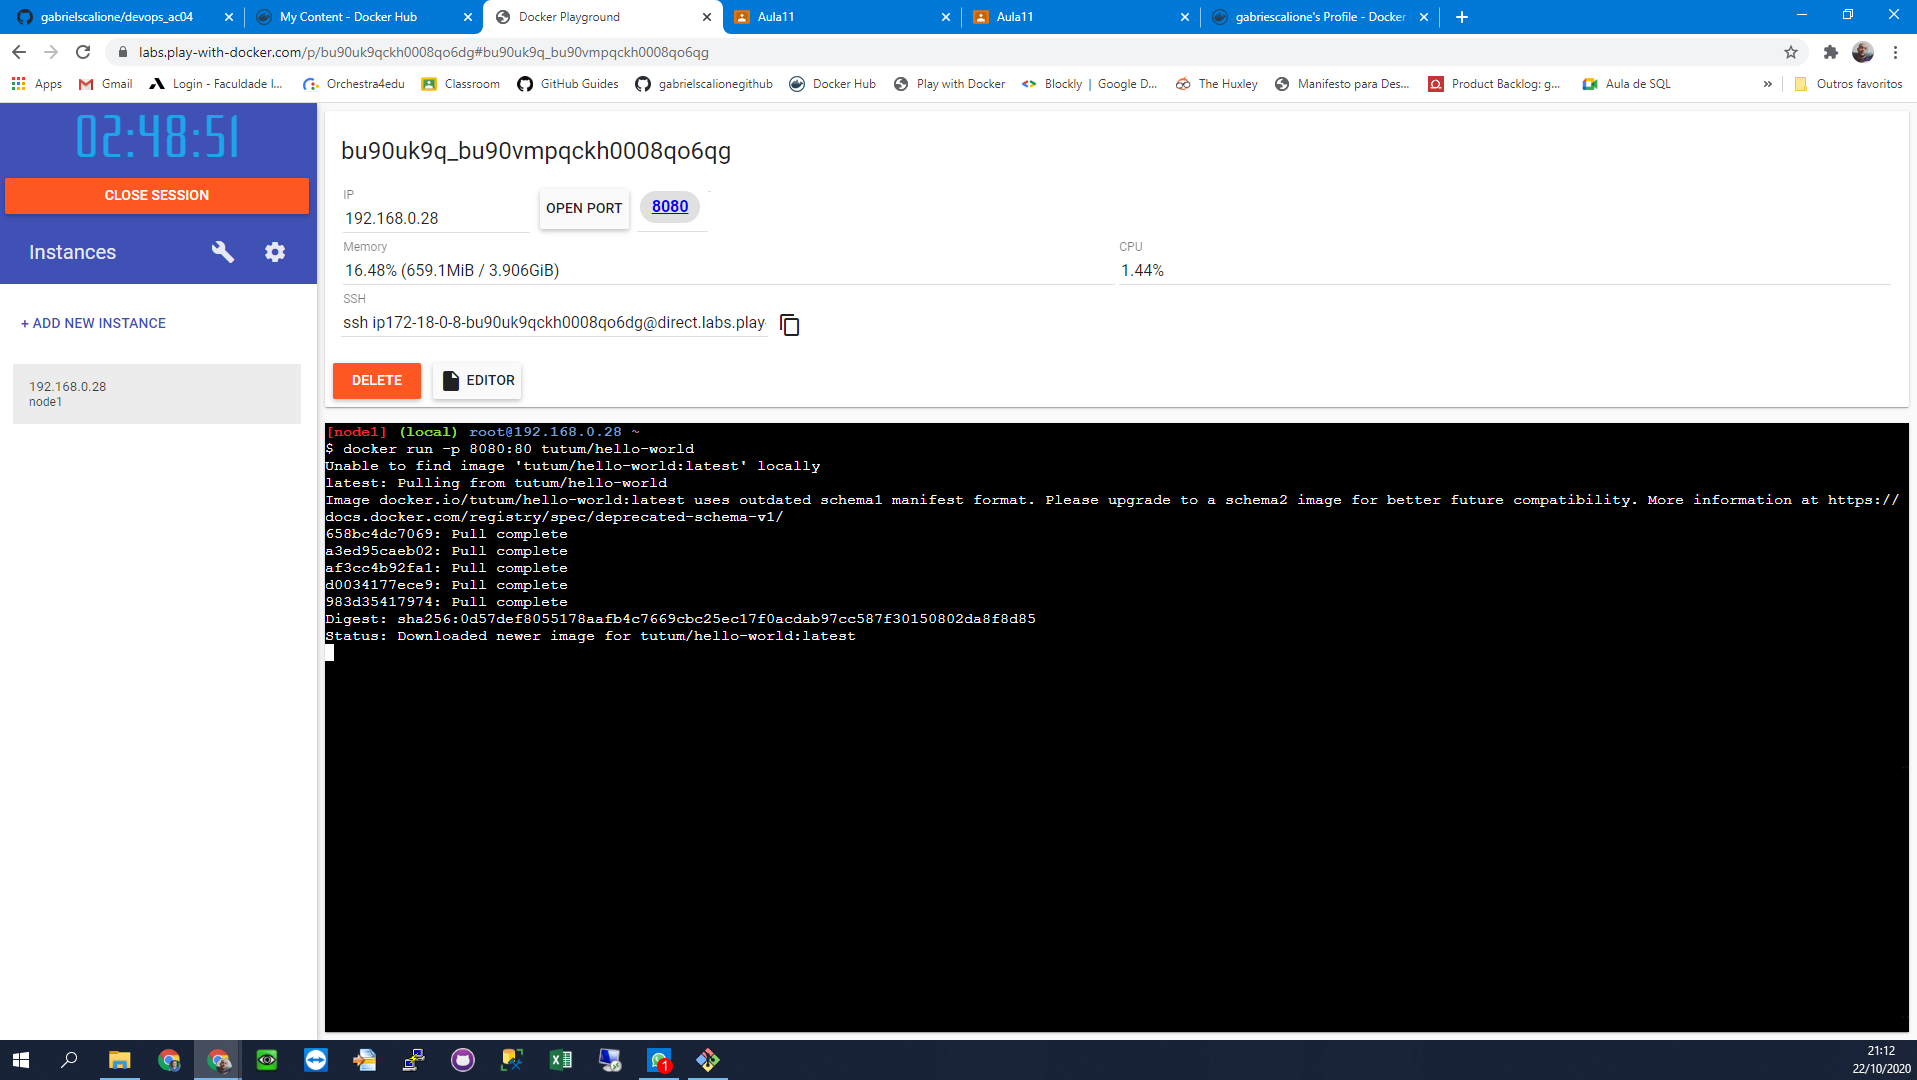 gabrielscalione/devops_ac04
My Content - Docker Hub
Docker Playground
Aula11
Aula11
gabriescalione's Profile - Docker
labs.play-with-docker.com/p/bu90uk9qckh0008qo6dg#bu90uk9q_bu90vmpqckh0008qo6qg
Apps
Gmail
Login - Faculdade I...
Orchestra4edu
Classroom
GitHub Guides
gabrielscalionegithub
Docker Hub
Play with Docker
Blockly | Google D...
The Huxley
Manifesto para Des...
Product Backlog: g...
Aula de SQL
»
Outros favoritos
02:48:51
CLOSE SESSION
Instances
+ ADD NEW INSTANCE
192.168.0.28
node1
bu90uk9q_bu90vmpqckh0008qo6qg
IP
192.168.0.28
OPEN PORT
8080
Memory
16.48% (659.1MiB / 3.906GiB)
CPU
1.44%
SSH
ssh ip172-18-0-8-bu90uk9qckh0008qo6dg@direct.labs.play-
DELETE
EDITOR
[node1] (local) root@192.168.0.28 ~
$ docker run -p 8080:80 tutum/hello-world
Unable to find image 'tutum/hello-world:latest' locally
latest: Pulling from tutum/hello-world
Image docker.io/tutum/hello-world:latest uses outdated schema1 manifest format. Please upgrade to a schema2 image for better future compatibility. More information at https://
docs.docker.com/registry/spec/deprecated-schema-v1/
658bc4dc7069: Pull complete
a3ed95caeb02: Pull complete
af3cc4b92fa1: Pull complete
d0034177ece9: Pull complete
983d35417974: Pull complete
Digest: sha256:0d57def8055178aafb4c7669cbc25ec17f0acdab97cc587f30150802da8f8d85
Status: Downloaded newer image for tutum/hello-world:latest
1
21:12
22/10/2020